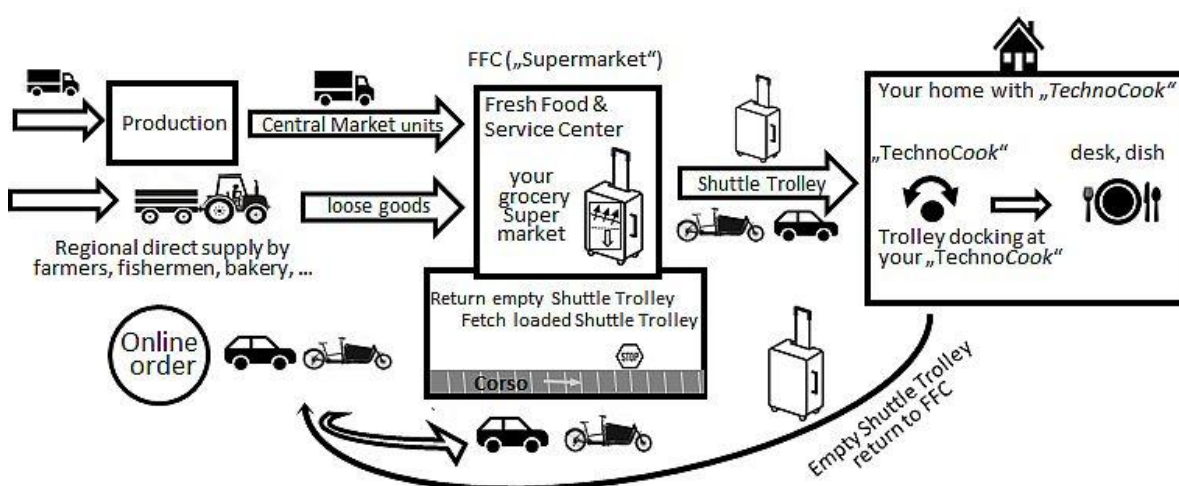 FFC („Supermarket“)
Production
Central Market units
Fresh Food &
Service Center
your
grocery
Super
market
Shuttle Trolley
Your home with „TechnoCook“
„TechnoCook“
desk, dish
Trolley docking at
your „TechnoCook“
loose goods
Regional direct supply by
farmers, fishermen, bakery, ...
Return empty Shuttle Trolley
Fetch loaded Shuttle Trolley
STOP
Corso
Online
order
Empty Shuttle Trolley
return to FFC